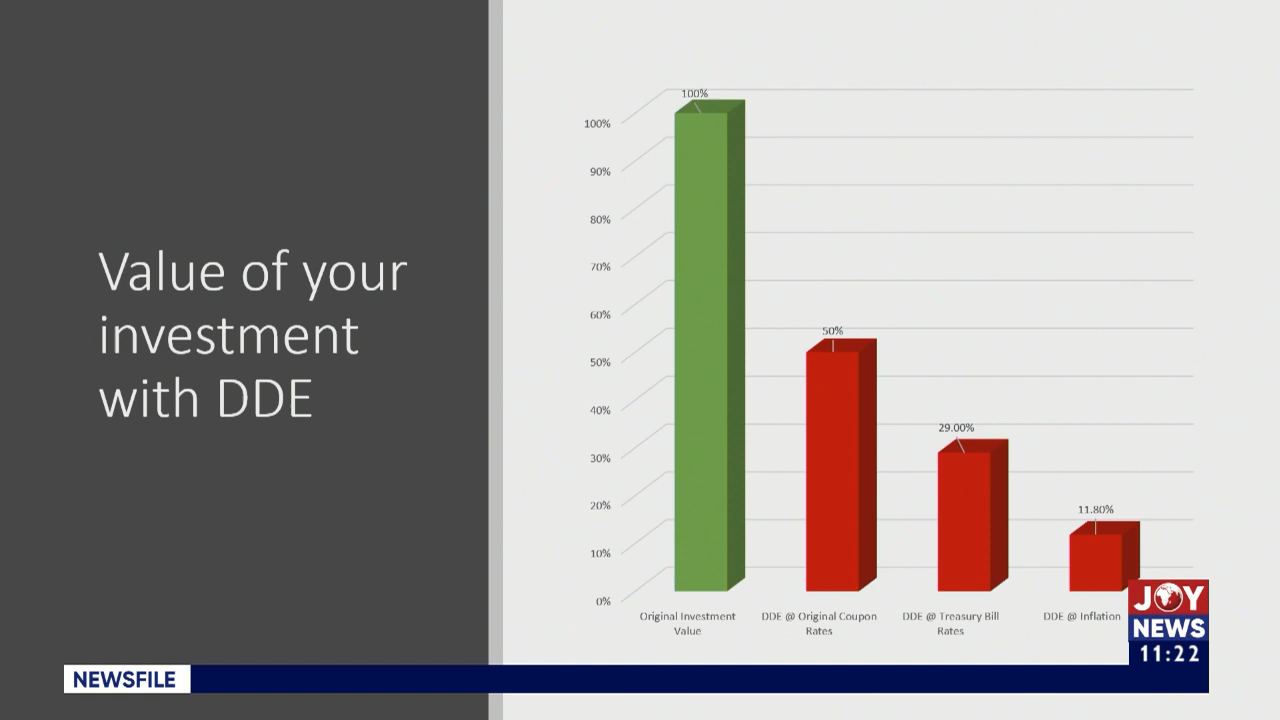 Value of your
investment
with DDE
100%
90%
80%
70%
60%
50%
40%
30%
20%
10%
0%
100%
50%
29.00%
11.80%
Original Investment
Value
DDE @ Original Coupon
Rates
DDE @ Treasury Bill
Rates
DDE @ Inflation
JOY
NEWS
11:22
NEWSFILE